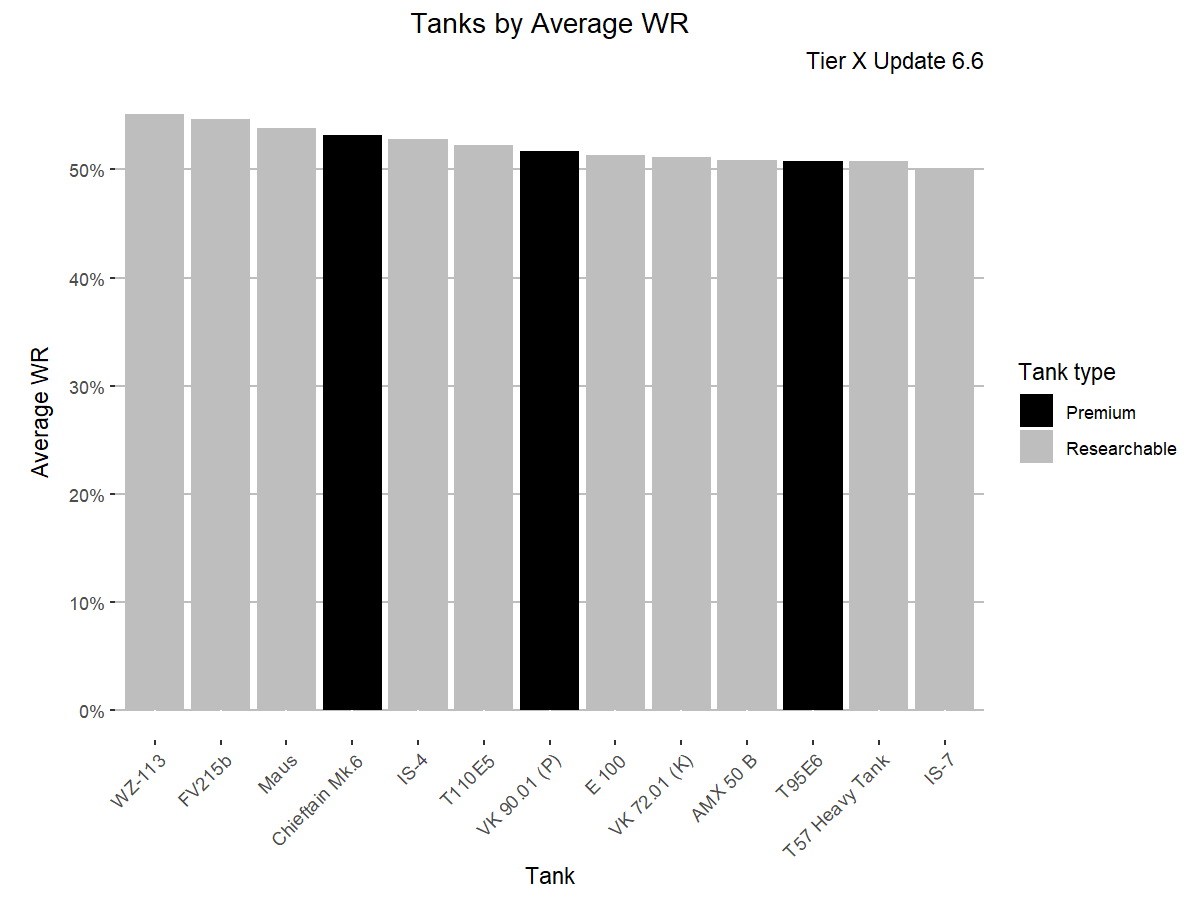 Tanks by Average WR
Tier X Update 6.6
Average WR
50%
40%
30%
20%
10%
0%
WZ-113
FV215b
Maus
Chieftain Mk.6
IS-4
T110E5
VK 90.01 (P)
E 100
VK 72.01 (K)
AMX 50 B
T95E6
T57 Heavy Tank
IS-7
Tank
Tank type
Premium
Researchable